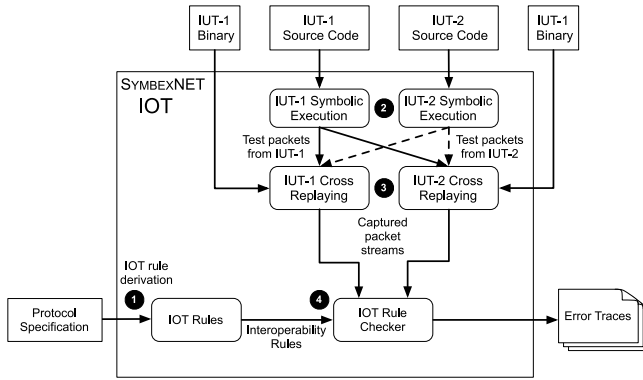 IUT-1
Binary
IUT-1
Source Code
IUT-2
Source Code
IUT-1
Binary
SYMBEXNET
IOT
IUT-1 Symbolic
Execution
2
IUT-2 Symbolic
Execution
Test packets
from IUT-1
Test packets
from IUT-2
IUT-1 Cross
Replaying
3
IUT-2 Cross
Replaying
Captured
packet
streams
IOT rule
derivation
1
4
Protocol
Specification
IOT Rules
Interoperability
Rules
IOT Rule
Checker
Error Traces